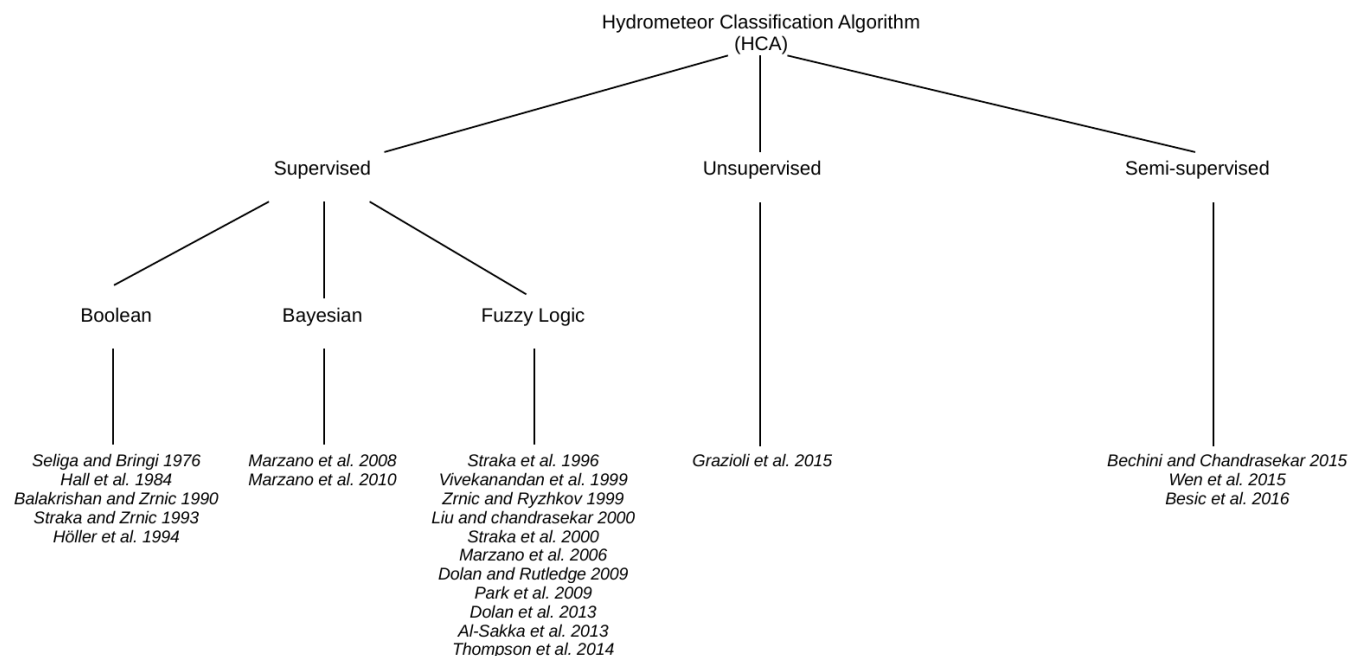 Hydrometeor Classification Algorithm
(HCA)
Supervised
Unsupervised
Semi-supervised
Boolean
Bayesian
Fuzzy Logic
Seliga and Bringi 1976
Hall et al. 1984
Balakrishan and Zrnic 1990
Straka and Zrnic 1993
Höller et al. 1994
Marzano et al. 2008
Marzano et al. 2010
Straka et al. 1996
Vivekanandan et al. 1999
Zrnic and Ryzhkov 1999
Liu and chandrasekar 2000
Straka et al. 2000
Marzano et al. 2006
Dolan and Rutledge 2009
Park et al. 2009
Dolan et al. 2013
Al-Sakka et al. 2013
Thompson et al. 2014
Grazioli et al. 2015
Bechini and Chandrasekar 2015
Wen et al. 2015
Besic et al. 2016